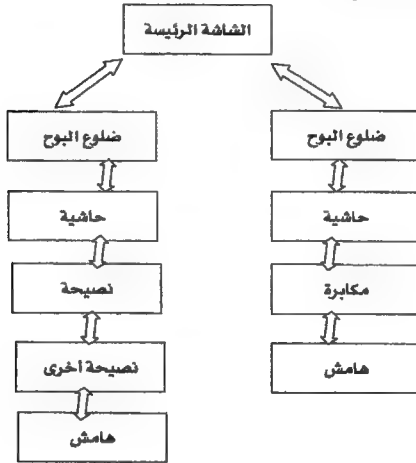 الشاشة الرئيسة
ضلوع البوح
ضلوع البوح
حاشية
حاشية
مكابرة
نصيحة
هامش
نصيحة أخرى
هامش